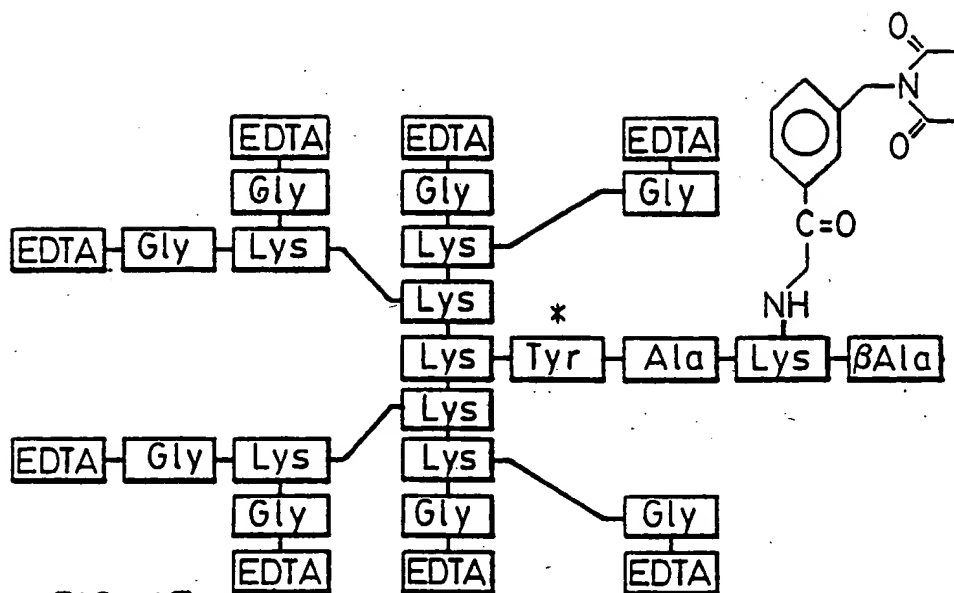 O
N
O
EDTA EDTA EDTA
Gly Gly Gly
C=O
EDTA Gly Lys Lys
Lys
NH
*
Lys Tyr Ala Lys βAla
Lys
EDTA Gly Lys Lys
Gly Gly Gly
EDTA EDTA EDTA